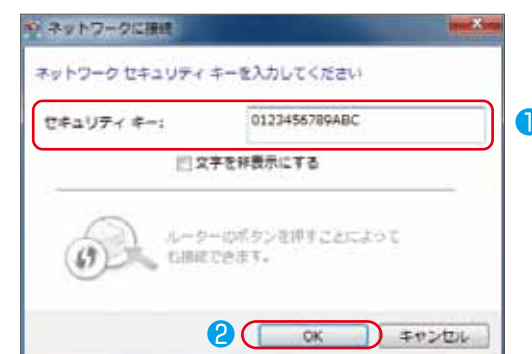 ネットワークに接続
ネットワーク セキュリティ キーを入力してください
セキュリティ キー: 0123456789ABC
1
文字を非表示にする
ルーターのボタンを押すことによって
も接続できます。
2 OK キャンセル